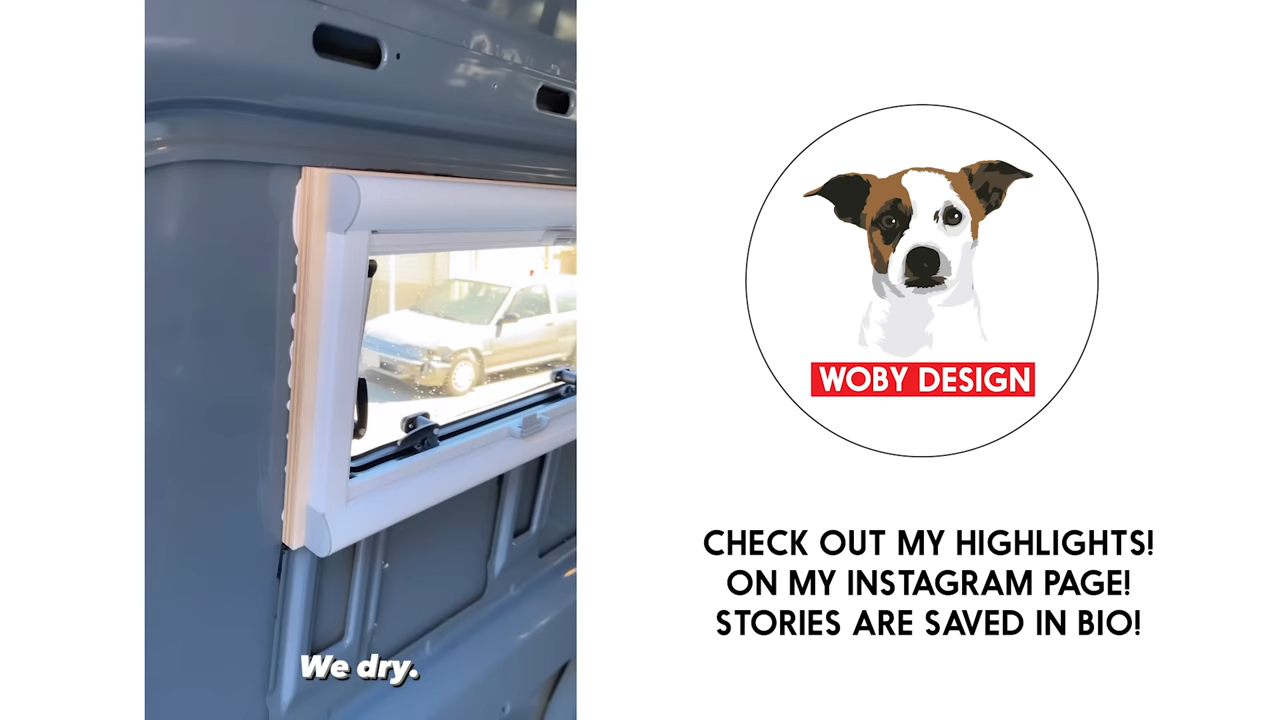 We dry.
WOBY DESIGN
CHECK OUT MY HIGHLIGHTS!
ON MY INSTAGRAM PAGE!
STORIES ARE SAVED IN BIO!